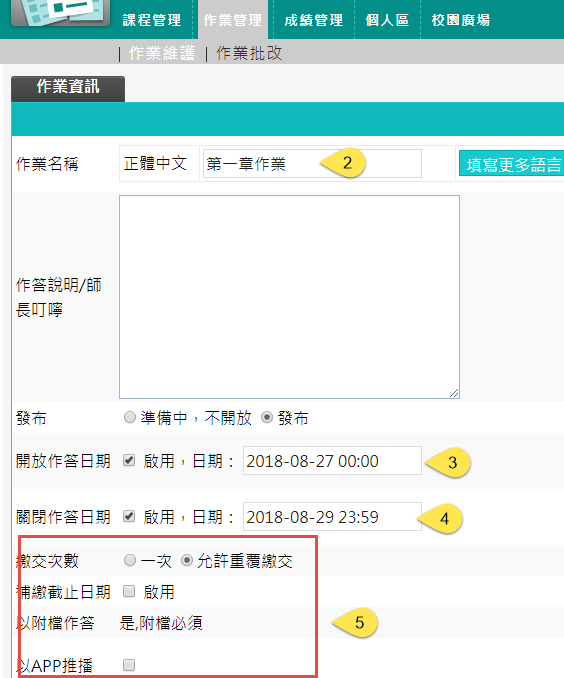 課程管理 作業管理 成績管理 個人區 校園廣場
| 作業維護 | 作業批改
作業資訊
作業名稱 正體中文 第一章作業 2 填寫更多語言
作答說明/師
長叮嚀
發布 準備中，不開放 發布
開放作答日期 啟用，日期： 2018-08-27 00:00 3
關閉作答日期 啟用，日期： 2018-08-29 23:59 4
繳交次數 一次 允許重覆繳交
補繳截止日期 啟用
以附檔作答 是,附檔必須 5
以APP推播